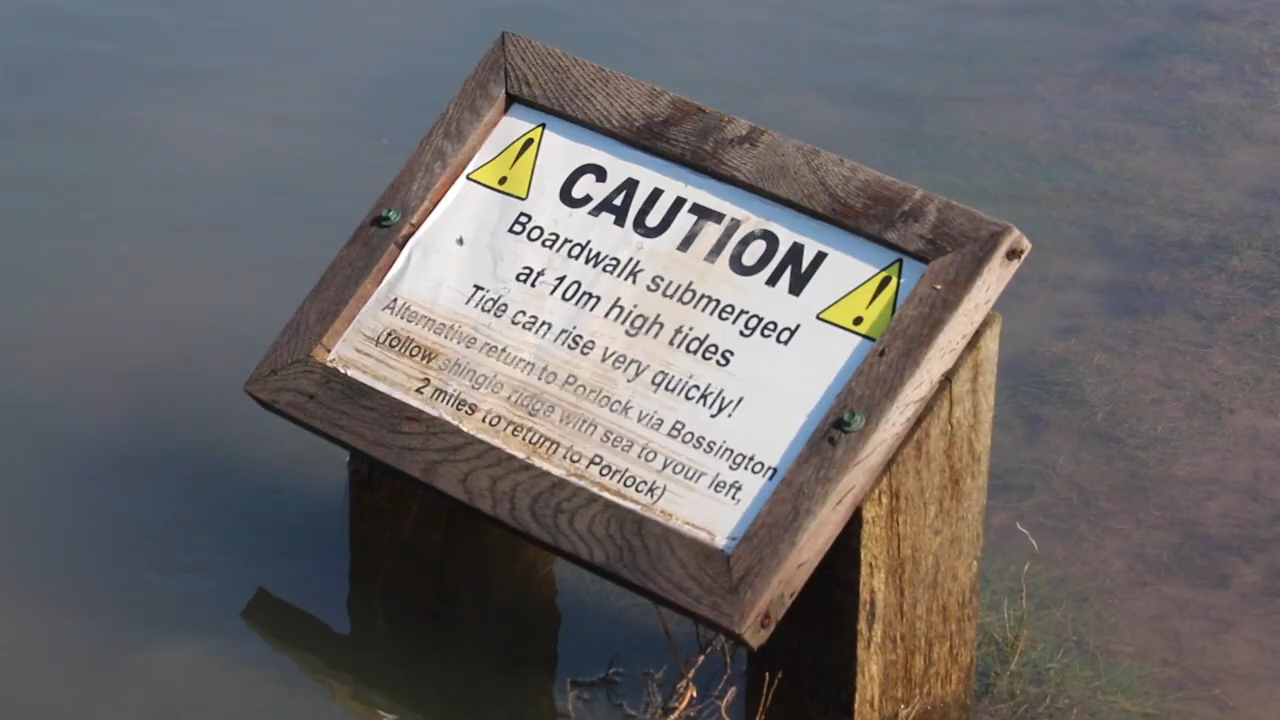 CAUTION
Boardwalk submerged
at 10m high tides
Tide can rise very quickly!
Alternative return to Porlock via Bossington
(follow shingle ridge with sea to your left,
2 miles to return to Porlock)